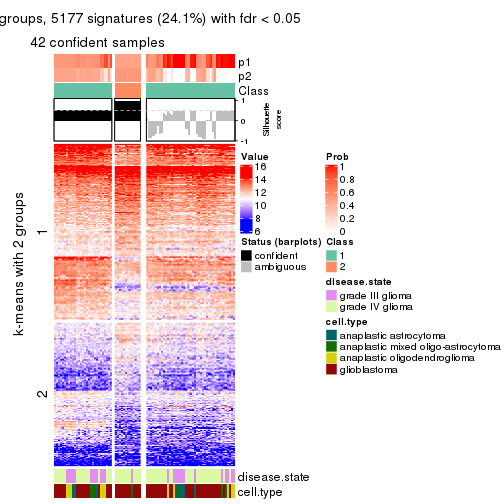 groups, 5177 signatures (24.1%) with fdr < 0.05
42 confident samples
p1
p2
Class
1
0
-1
Silhouette
score
k-means with 2 groups
1
2
Value
16
14
12
10
8
6
Prob
1
0.8
0.6
0.4
0.2
0
Status (barplots)
confident
ambiguous
Class
1
2
disease.state
grade III glioma
grade IV glioma
cell.type
anaplastic astrocytoma
anaplastic mixed oligo-astrocytoma
anaplastic oligodendroglioma
glioblastoma
disease.state
cell.type